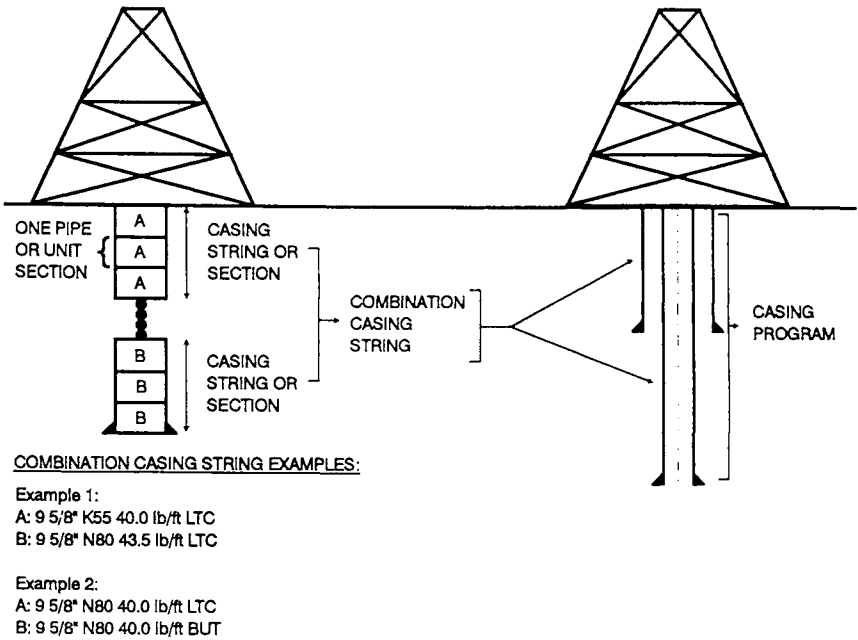 ONE PIPE
OR UNIT
SECTION
A
A
A
CASING
STRING OR
SECTION
B
B
B
CASING
STRING OR
SECTION
COMBINATION
CASING
STRING
CASING
PROGRAM
COMBINATION CASING STRING EXAMPLES:
Example 1:
A: 9 5/8" K55 40.0 lb/ft LTC
B: 9 5/8" N80 43.5 lb/ft LTC
Example 2:
A: 9 5/8" N80 40.0 lb/ft LTC
B: 9 5/8" N80 40.0 lb/ft BUT